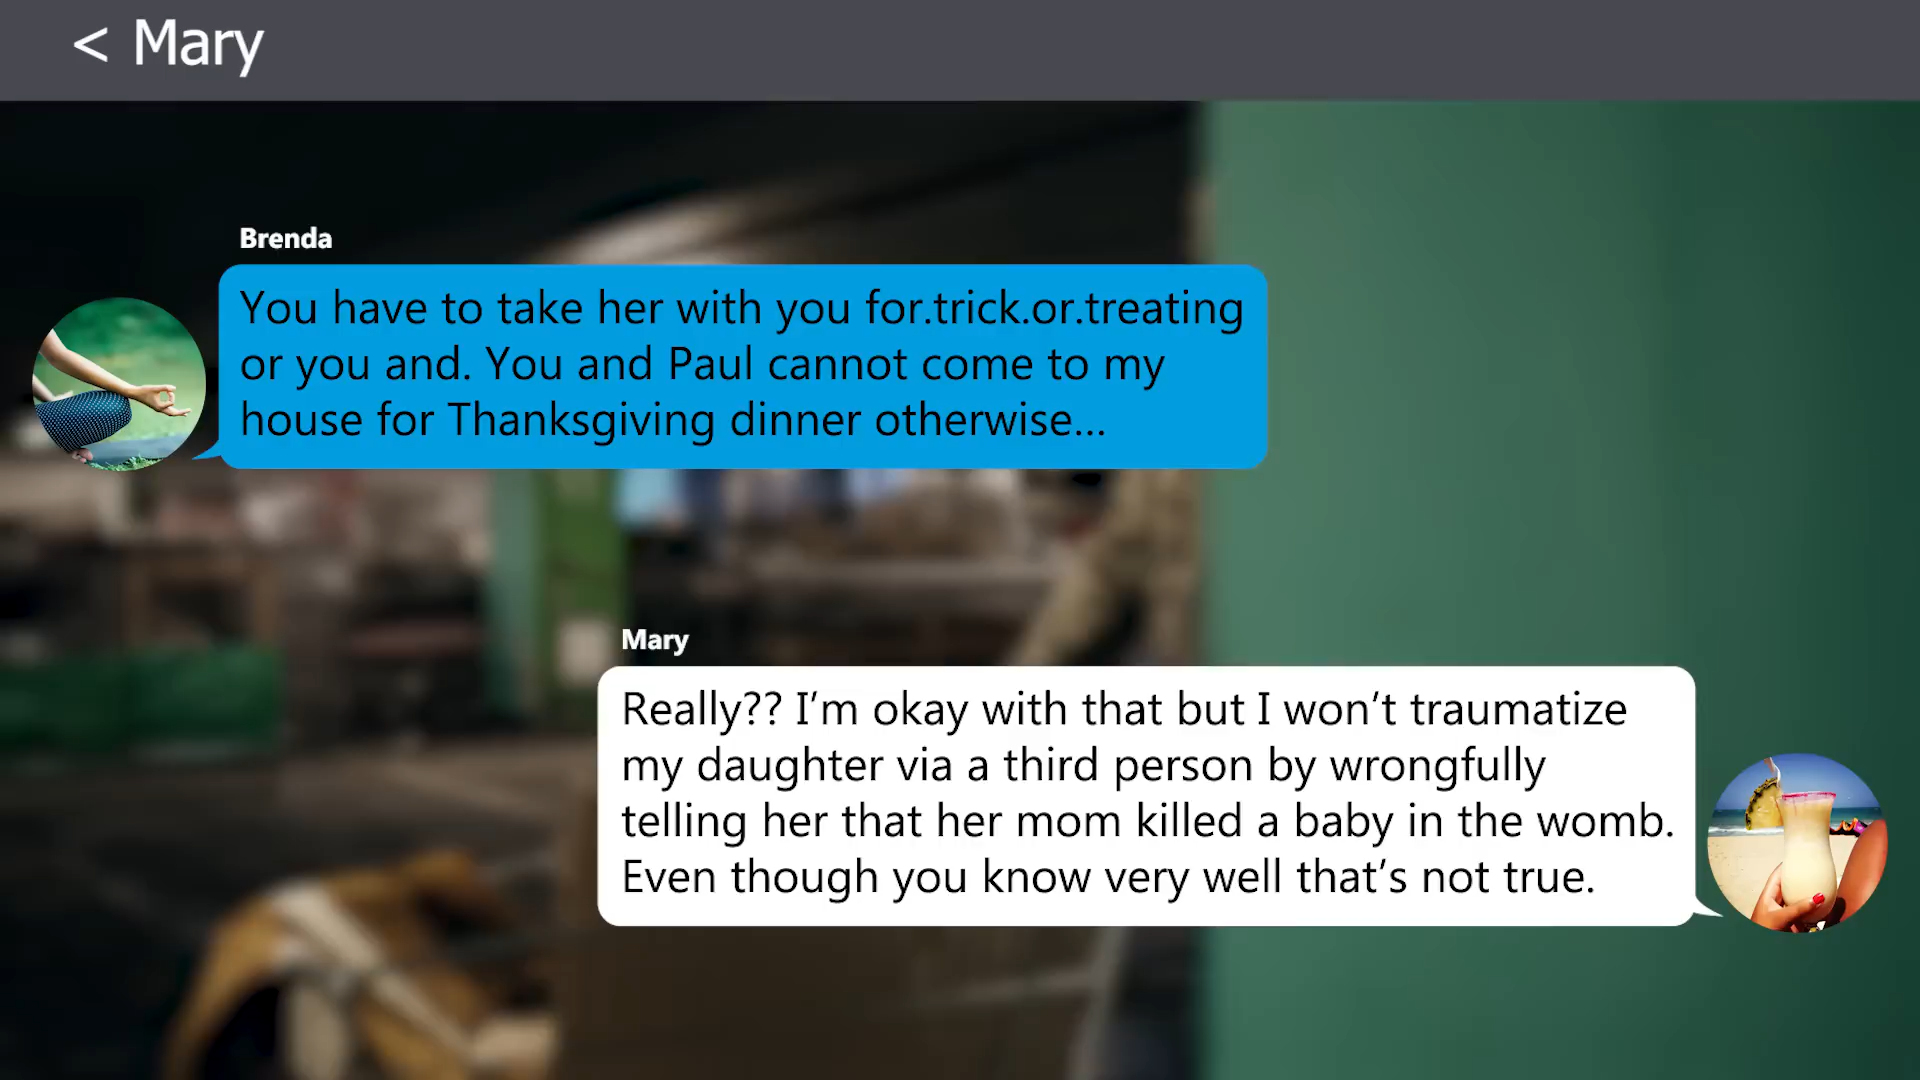 < Mary
Brenda
You have to take her with you for.trick.or.treating
or you and. You and Paul cannot come to my
house for Thanksgiving dinner otherwise...
Mary
Really?? I’m okay with that but I won’t traumatize
my daughter via a third person by wrongfully
telling her that her mom killed a baby in the womb.
Even though you know very well that’s not true.